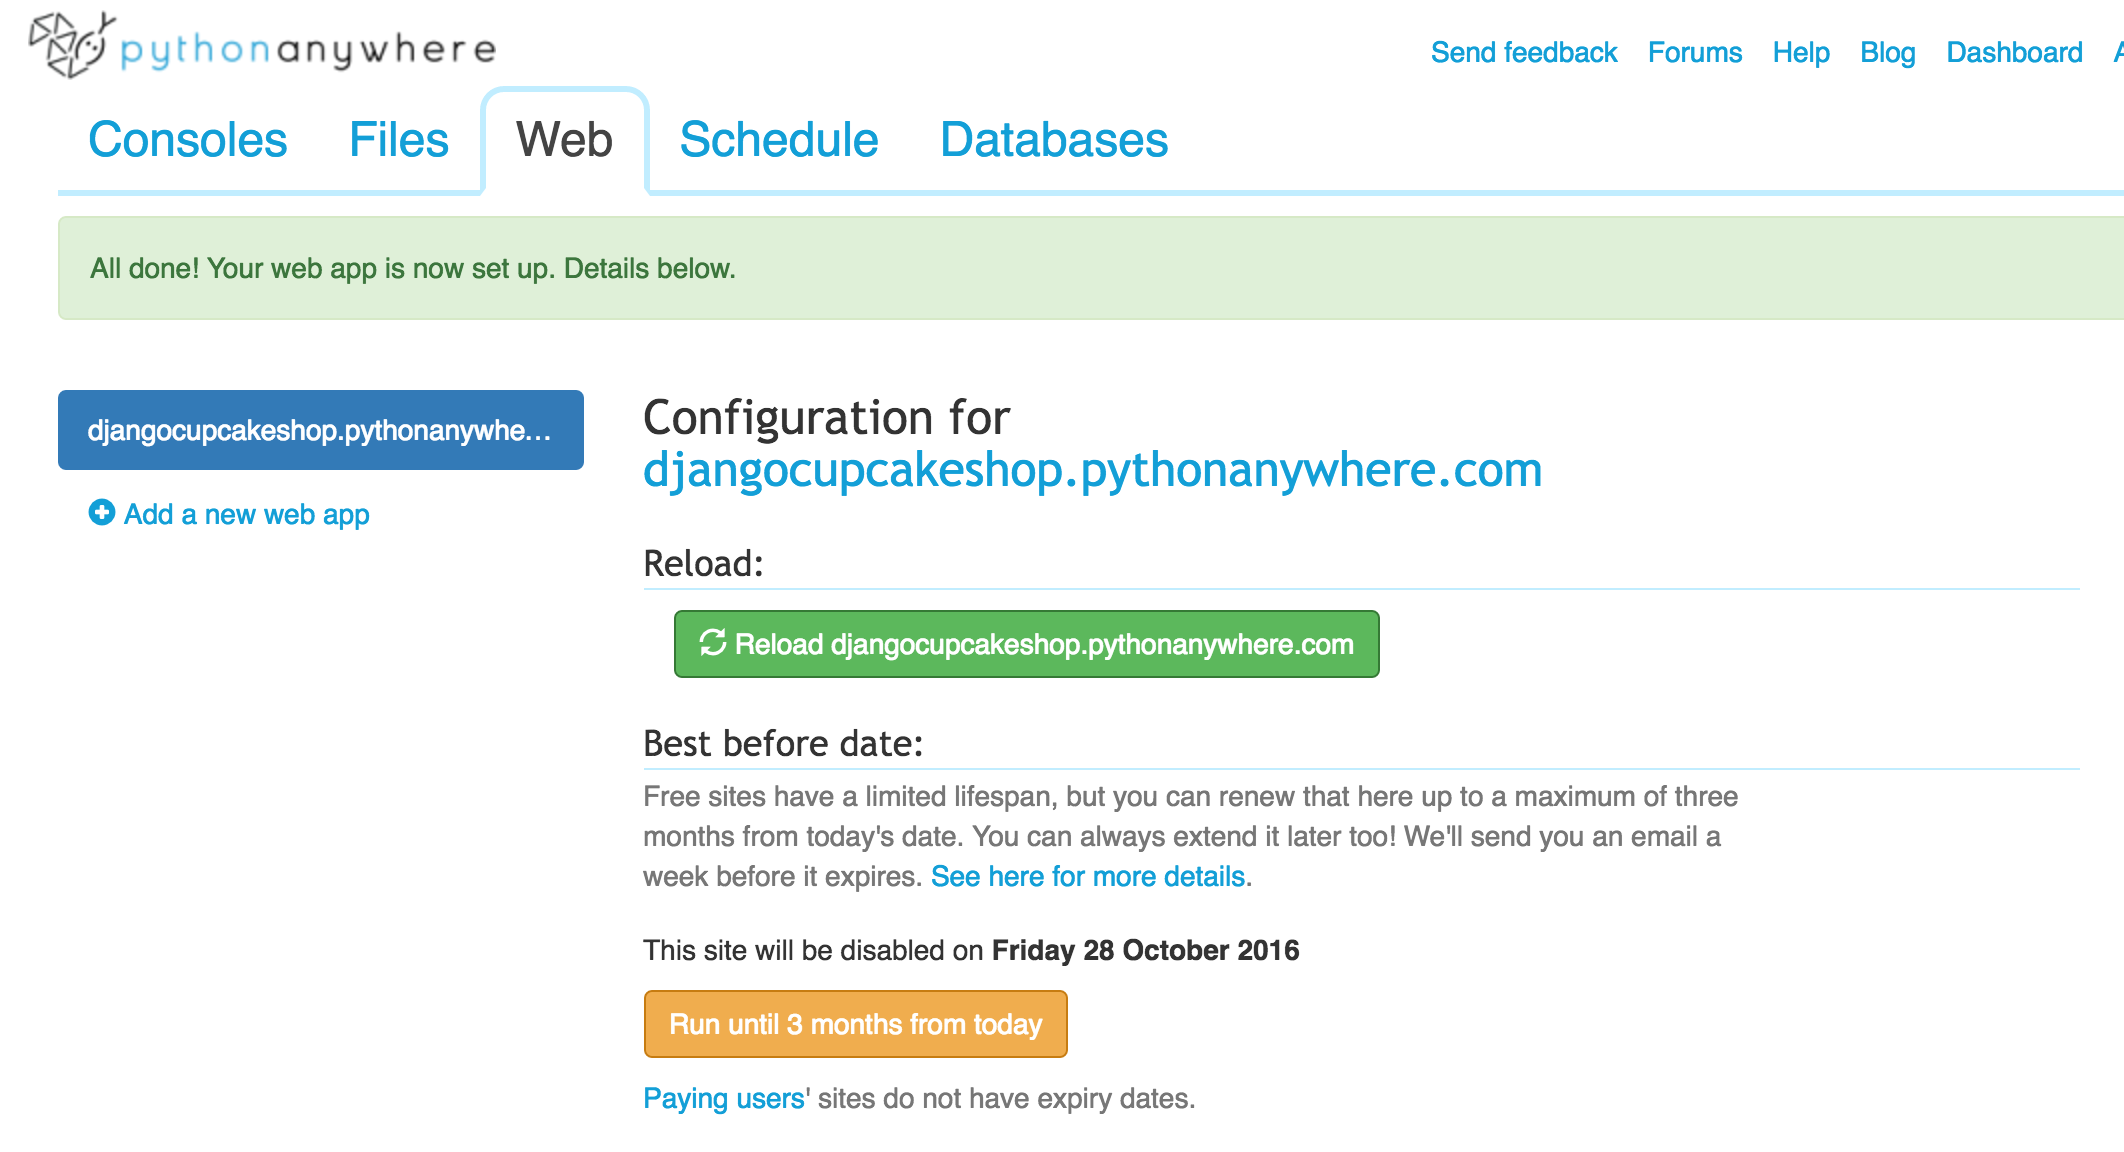 pythonanywhere
Send feedback Forums Help Blog Dashboard
Consoles Files Web Schedule Databases
All done! Your web app is now set up. Details below.
djangocupcakeshop.pythonanywhe...
Add a new web app
Configuration for
djangocupcakeshop.pythonanywhere.com
Reload:
Reload djangocupcakeshop.pythonanywhere.com
Best before date:
Free sites have a limited lifespan, but you can renew that here up to a maximum of three
months from today's date. You can always extend it later too! We'll send you an email a
week before it expires. See here for more details.
This site will be disabled on Friday 28 October 2016
Run until 3 months from today
Paying users' sites do not have expiry dates.